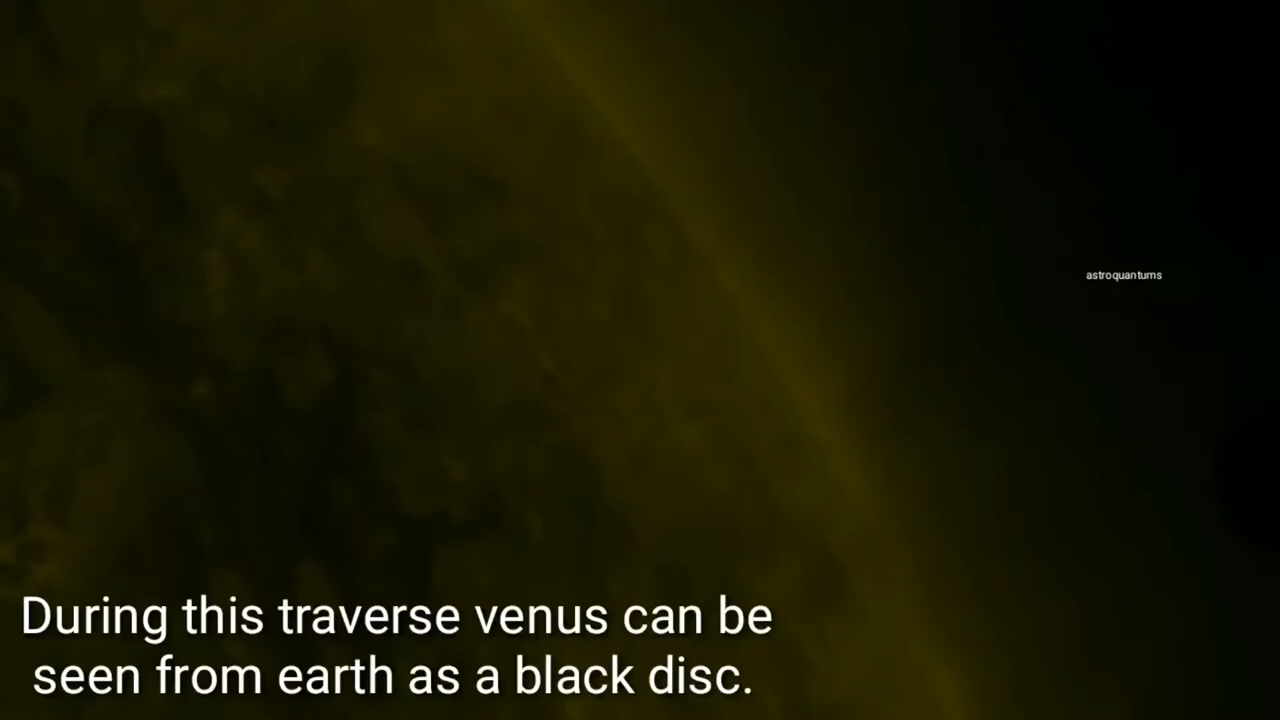 astroquantums
During this traverse venus can be
seen from earth as a black disc.